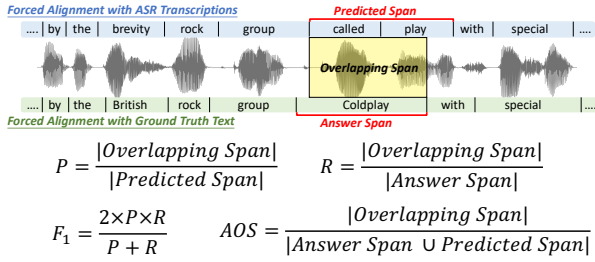 Forced Alignment with ASR Transcriptions
Predicted Span
.... | by | the | brevity | rock | group | called | play | with | special | ....
Overlapping Span
.... | by | the | British | rock | group | Coldplay | with | special | ....
Forced Alignment with Ground Truth Text
Answer Span
P = |Overlapping Span| / |Predicted Span| R = |Overlapping Span| / |Answer Span|
F₁ = 2×P×R / P + R AOS = |Overlapping Span| / |Answer Span ∪ Predicted Span|